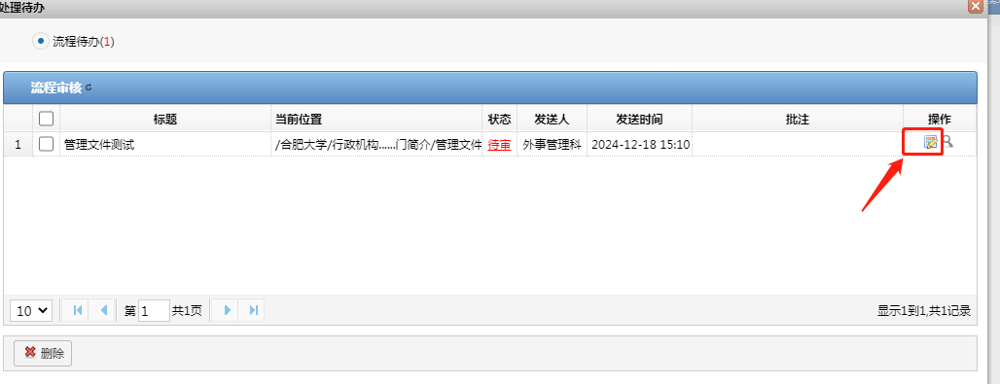 处理待办
流程待办(1)
流程审核
标题 当前位置 状态 发送人 发送时间 批注 操作
1 管理文件测试 /合肥大学/行政机构......门简介/管理文件 待审 外事管理科 2024-12-18 15:10
10 第 1 共1页 显示1到1,共1记录
删除